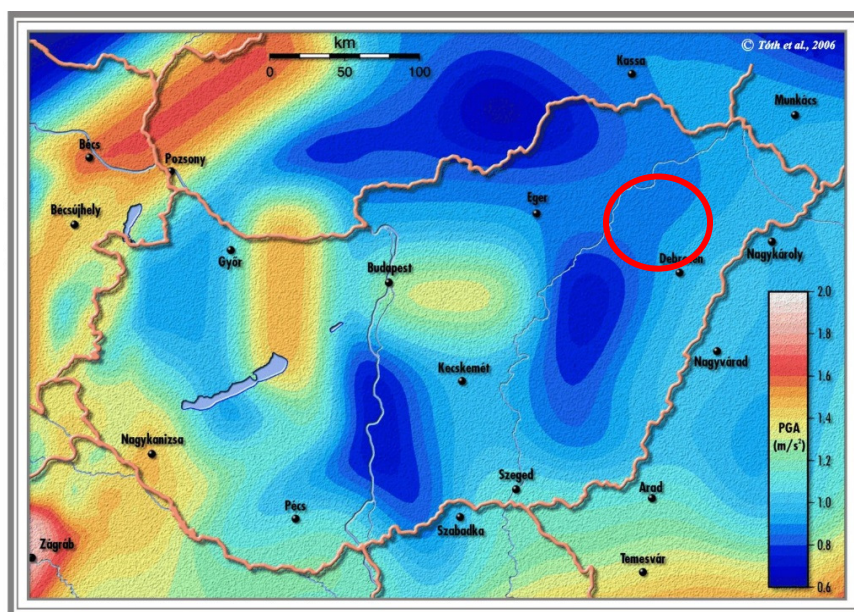 km
0 50 100
© Tóth et al., 2006
Kassa
Munkács
Bécs
Pozsony
Bécsújhely
Eger
Győr
Budapest
Debrecen
Nagykároly
2.0
1.8
1.6
1.4
1.2
1.0
0.8
0.6
PGA
(m/s²)
Kecskemét
Nagyvárad
Nagykanizsa
Szeged
Arad
Pécs
Szabadka
Zágráb
Temesvár